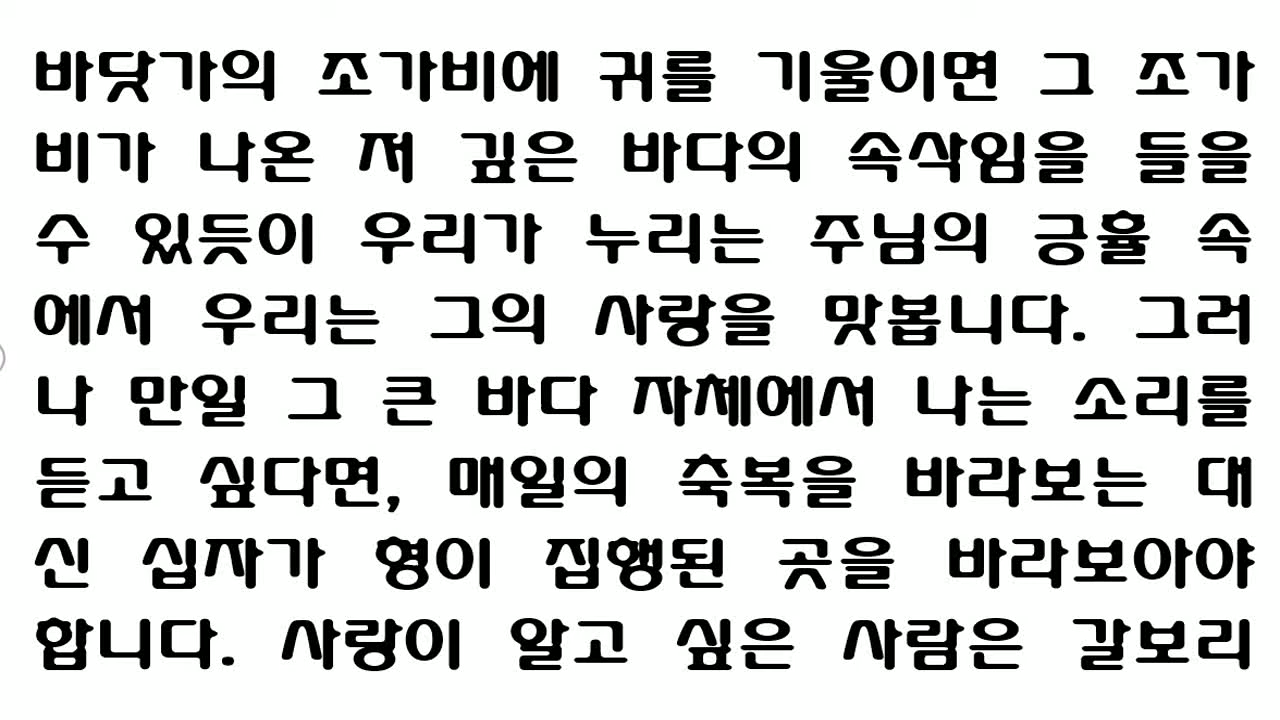 바닷가의 조가비에 귀를 기울이면 그 조가
비가 나온 저 깊은 바다의 속삭임을 들을
수 있듯이 우리가 누리는 주님의 긍휼 속
에서 우리는 그의 사랑을 맛봅니다. 그러
나 만일 그 큰 바다 자체에서 나는 소리를
듣고 싶다면, 매일의 축복을 바라보는 대
신 십자가 형이 집행된 곳을 바라보아야
합니다. 사랑이 알고 싶은 사람은 갈보리